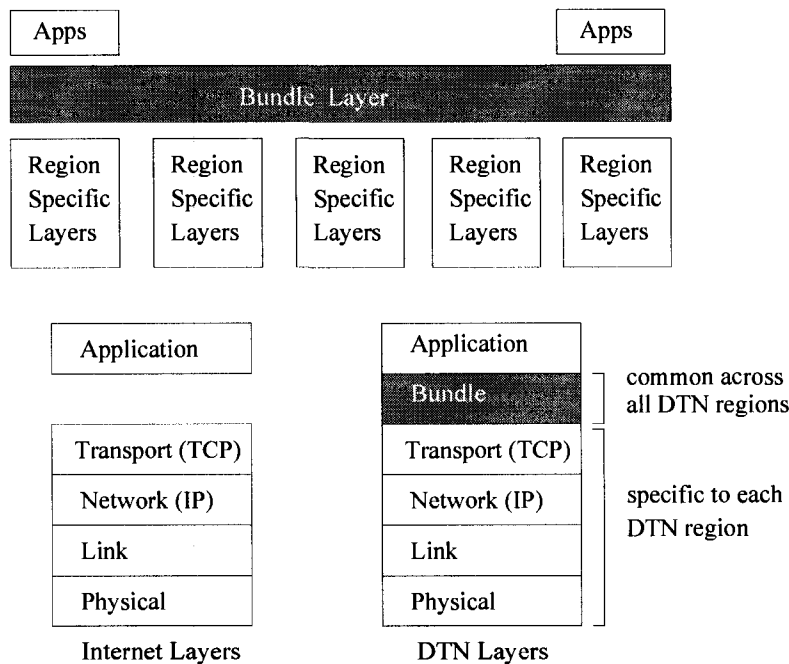 Apps
Apps
Bundle Layer
Region
Specific
Layers
Region
Specific
Layers
Region
Specific
Layers
Region
Specific
Layers
Region
Specific
Layers
Application
Transport (TCP)
Network (IP)
Link
Physical
Internet Layers
Application
Bundle
Transport (TCP)
Network (IP)
Link
Physical
DTN Layers
common across
all DTN regions
specific to each
DTN region